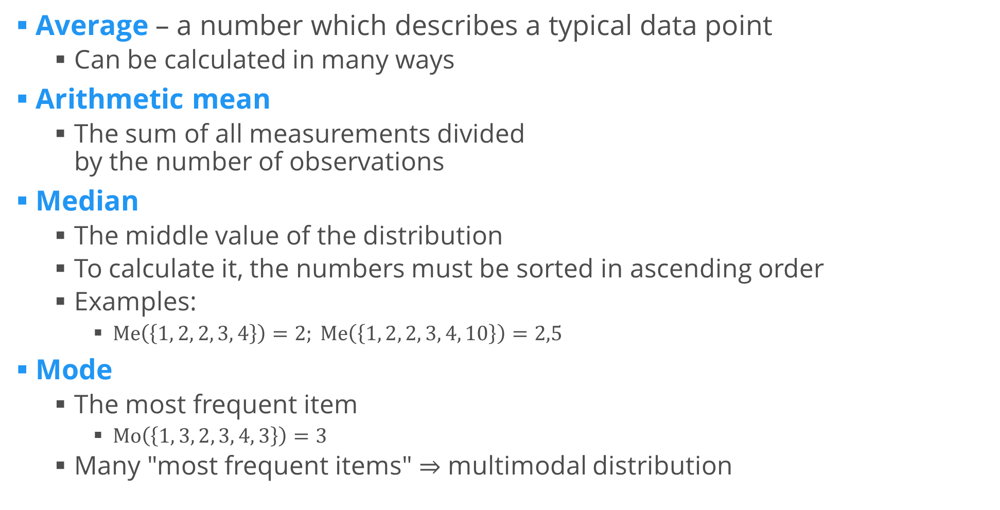 ▪ Average – a number which describes a typical data point
▪ Can be calculated in many ways
▪ Arithmetic mean
▪ The sum of all measurements divided
by the number of observations
▪ Median
▪ The middle value of the distribution
▪ To calculate it, the numbers must be sorted in ascending order
▪ Examples:
▪ Me({1, 2, 2, 3, 4}) = 2; Me({1, 2, 2, 3, 4, 10}) = 2,5
▪ Mode
▪ The most frequent item
▪ Mo({1, 3, 2, 3, 4, 3}) = 3
▪ Many "most frequent items" ⇒ multimodal distribution